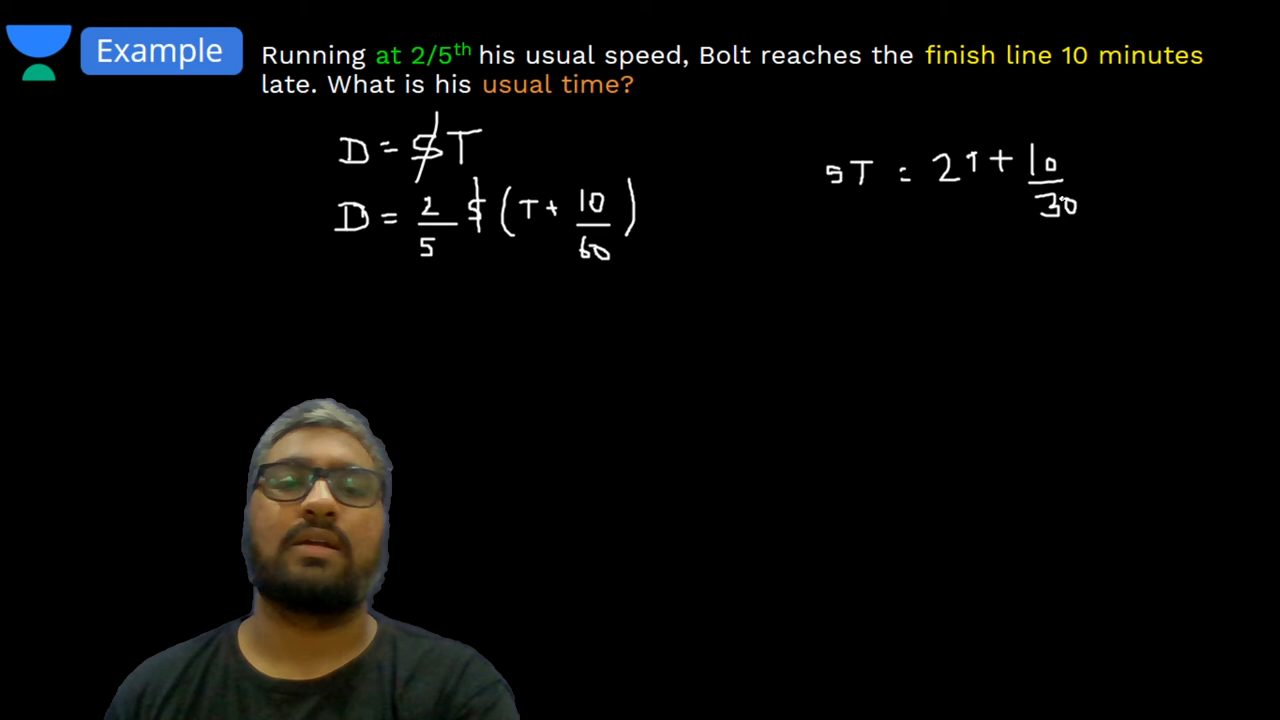 Example
Running at 2/5th his usual speed, Bolt reaches the finish line 10 minutes
late. What is his usual time?
D = S T
D = 2/5 S (T + 10/60)
5T = 2T + 10/30